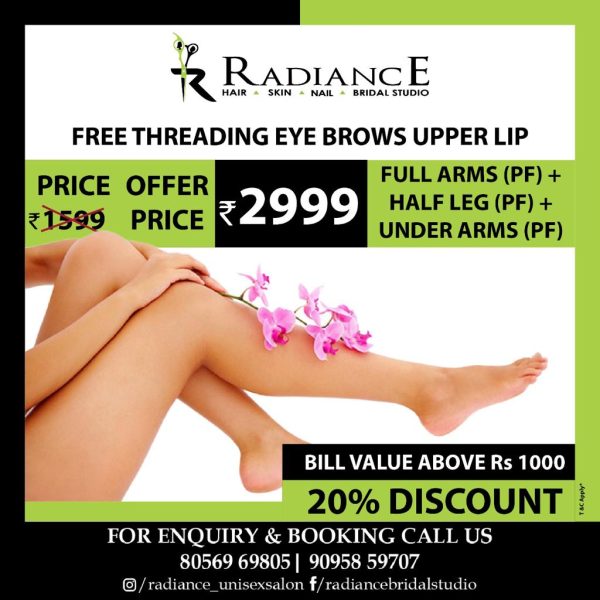 RADIANCE
HAIR ▲ SKIN ▲ NAIL ▲ BRIDAL STUDIO
FREE THREADING EYE BROWS UPPER LIP
PRICE
₹1599
OFFER
PRICE
₹2999
FULL ARMS (PF) +
HALF LEG (PF) +
UNDER ARMS (PF)
BILL VALUE ABOVE Rs 1000
20% DISCOUNT
T &C Apply*
FOR ENQUIRY & BOOKING CALL US
80569 69805| 90958 59707
/radiance_unisexsalon f/radiancebridalstudio